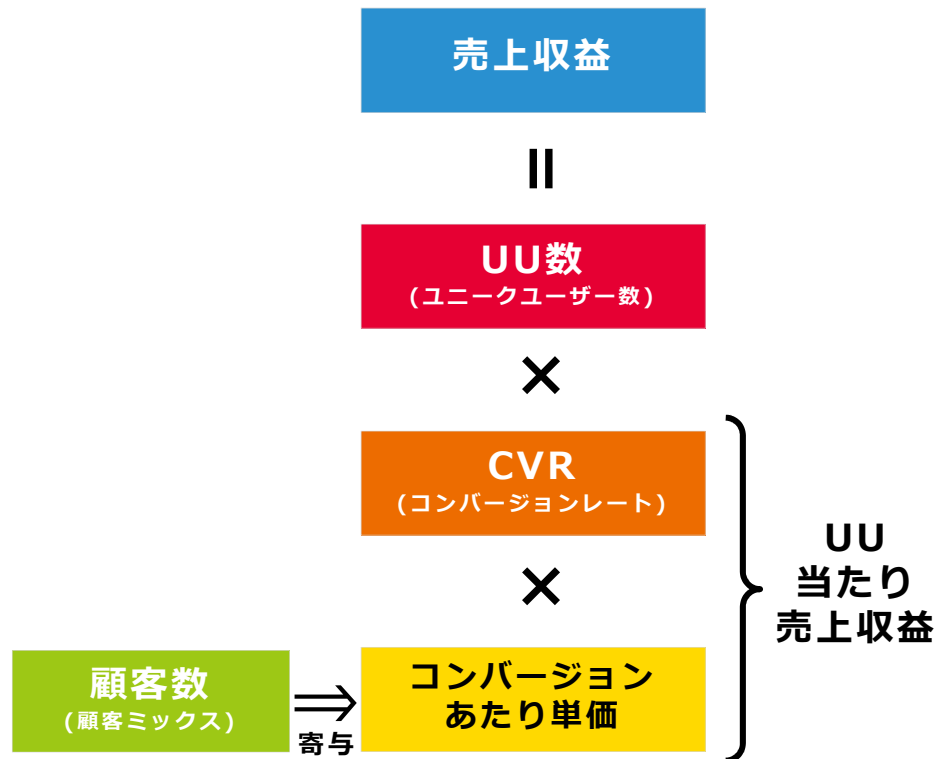 売上収益
=
UU数
(ユニークユーザー数)
×
CVR
(コンバージョンレート)
×
UU
当たり
売上収益
顧客数
(顧客ミックス)
⇒
寄与
コンバージョン
あたり単価